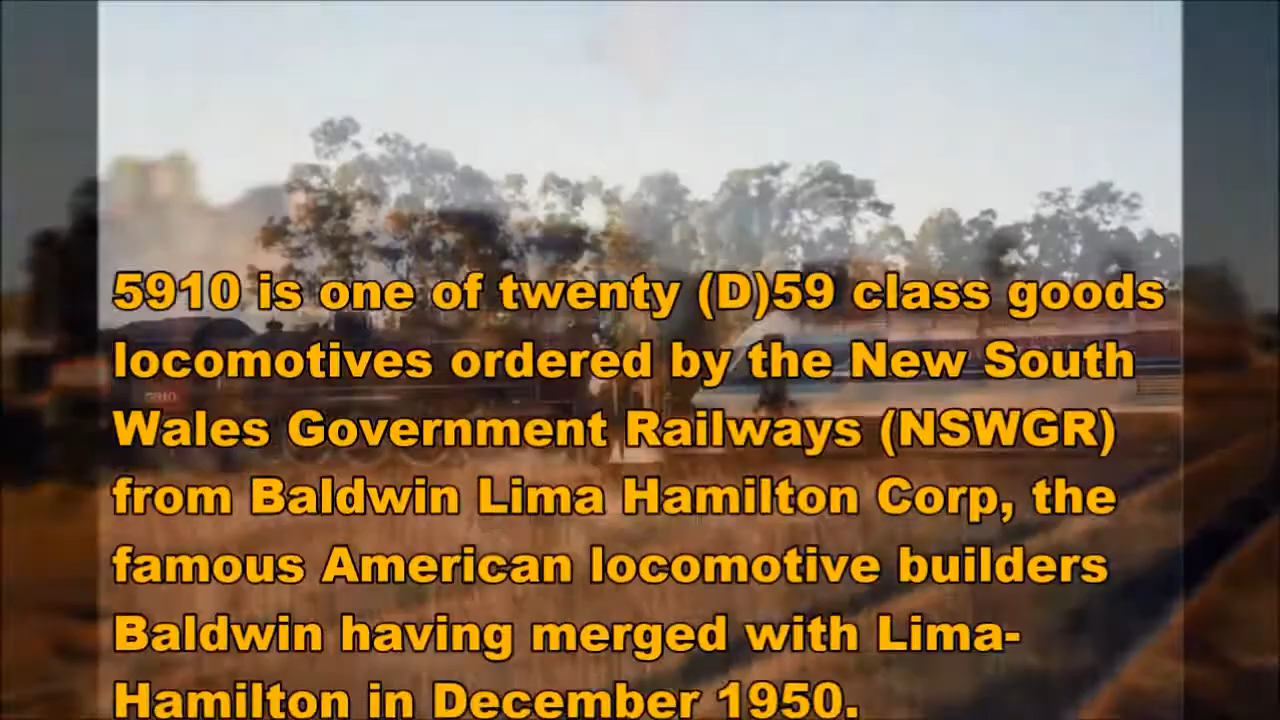 5910 is one of twenty (D)59 class goods
locomotives ordered by the New South
Wales Government Railways (NSWGR)
from Baldwin Lima Hamilton Corp, the
famous American locomotive builders
Baldwin having merged with Lima-
Hamilton in December 1950.
5910